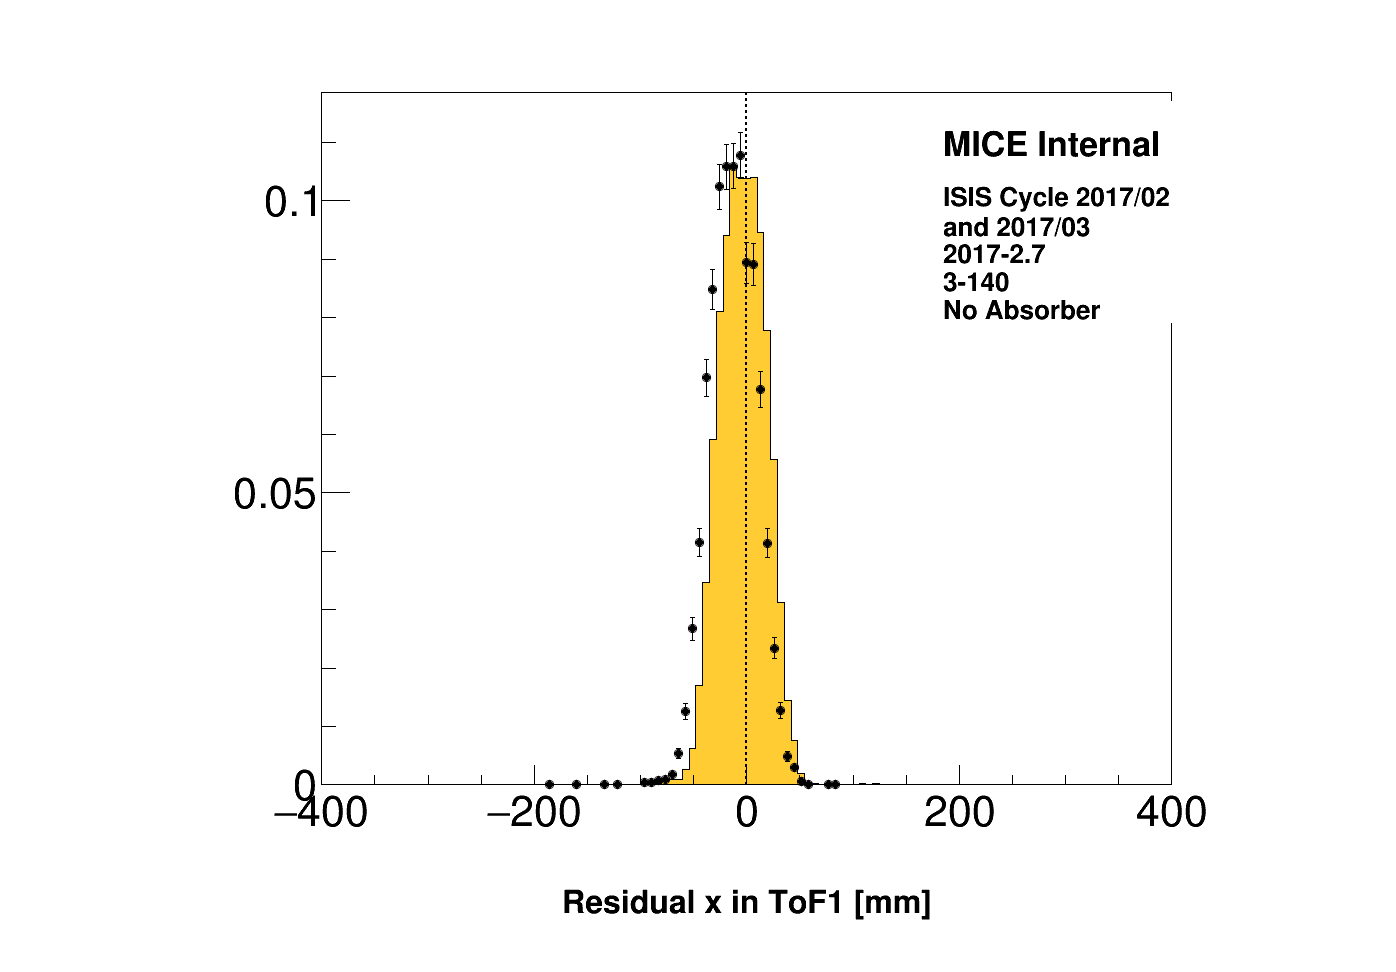 MICE Internal
ISIS Cycle 2017/02
and 2017/03
2017-2.7
3-140
No Absorber
0.1
0.05
0
−400 −200 0 200 400
Residual x in ToF1 [mm]